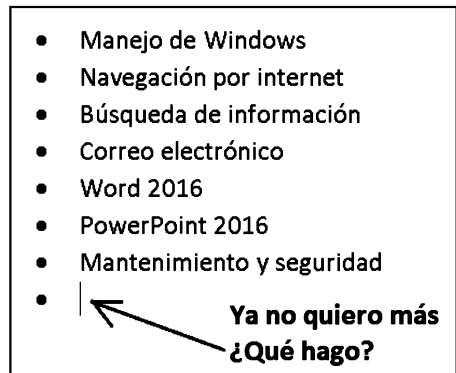 • Manejo de Windows
• Navegación por internet
• Búsqueda de información
• Correo electrónico
• Word 2016
• PowerPoint 2016
• Mantenimiento y seguridad
•
Ya no quiero más
¿Qué hago?